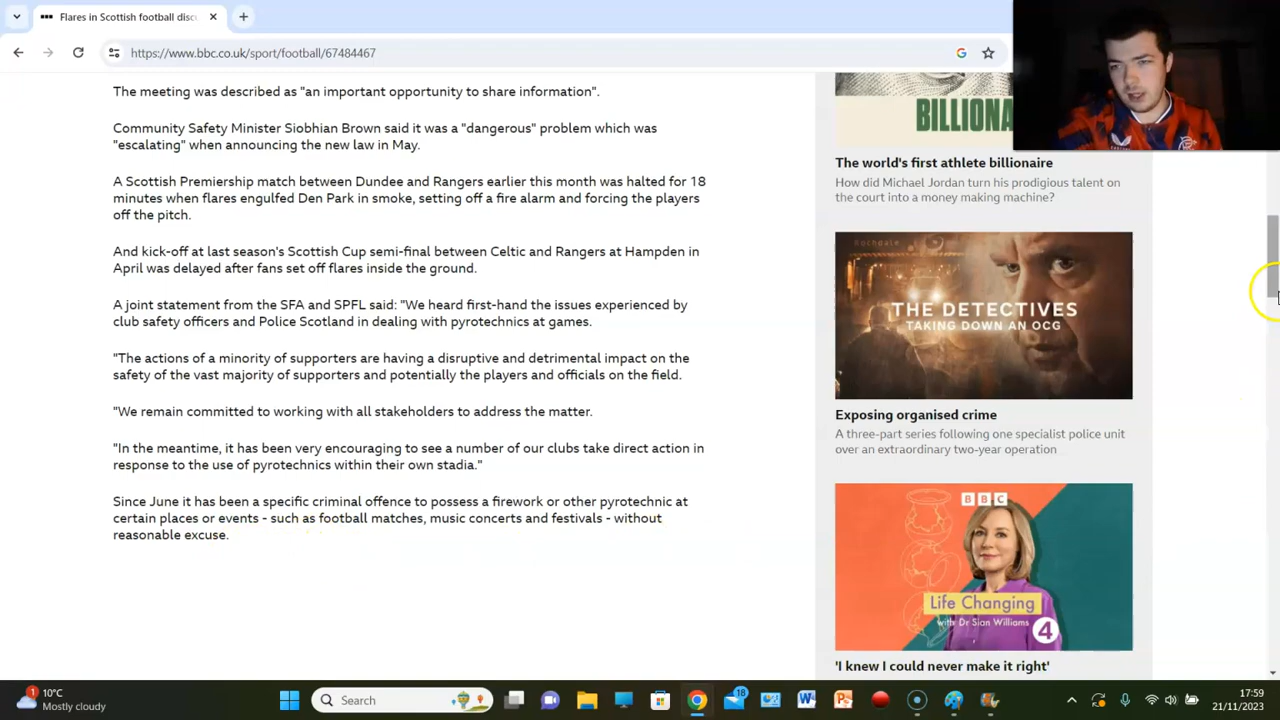 Flares in Scottish football disc
https://www.bbc.co.uk/sport/football/67484467
The meeting was described as "an important opportunity to share information".
Community Safety Minister Siobhian Brown said it was a "dangerous" problem which was
"escalating" when announcing the new law in May.
A Scottish Premiership match between Dundee and Rangers earlier this month was halted for 18
minutes when flares engulfed Den Park in smoke, setting off a fire alarm and forcing the players
off the pitch.
And kick-off at last season's Scottish Cup semi-final between Celtic and Rangers at Hampden in
April was delayed after fans set off flares inside the ground.
A joint statement from the SFA and SPFL said: "We heard first-hand the issues experienced by
club safety officers and Police Scotland in dealing with pyrotechnics at games.
"The actions of a minority of supporters are having a disruptive and detrimental impact on the
safety of the vast majority of supporters and potentially the players and officials on the field.
"We remain committed to working with all stakeholders to address the matter.
"In the meantime, it has been very encouraging to see a number of our clubs take direct action in
response to the use of pyrotechnics within their own stadia."
Since June it has been a specific criminal offence to possess a firework or other pyrotechnic at
certain places or events - such as football matches, music concerts and festivals - without
reasonable excuse.
BILLIONA
The world's first athlete billionaire
How did Michael Jordan turn his prodigious talent on
the court into a money making machine?
Rochdale
THE DETECTIVES
TAKING DOWN AN OCG
Exposing organised crime
A three-part series following one specialist police unit
over an extraordinary two-year operation
BBC
Life Changing
with Dr Sian Williams
4
'I knew I could never make it right'
1
10°C
Mostly cloudy
Search
18
17:59
21/11/2023